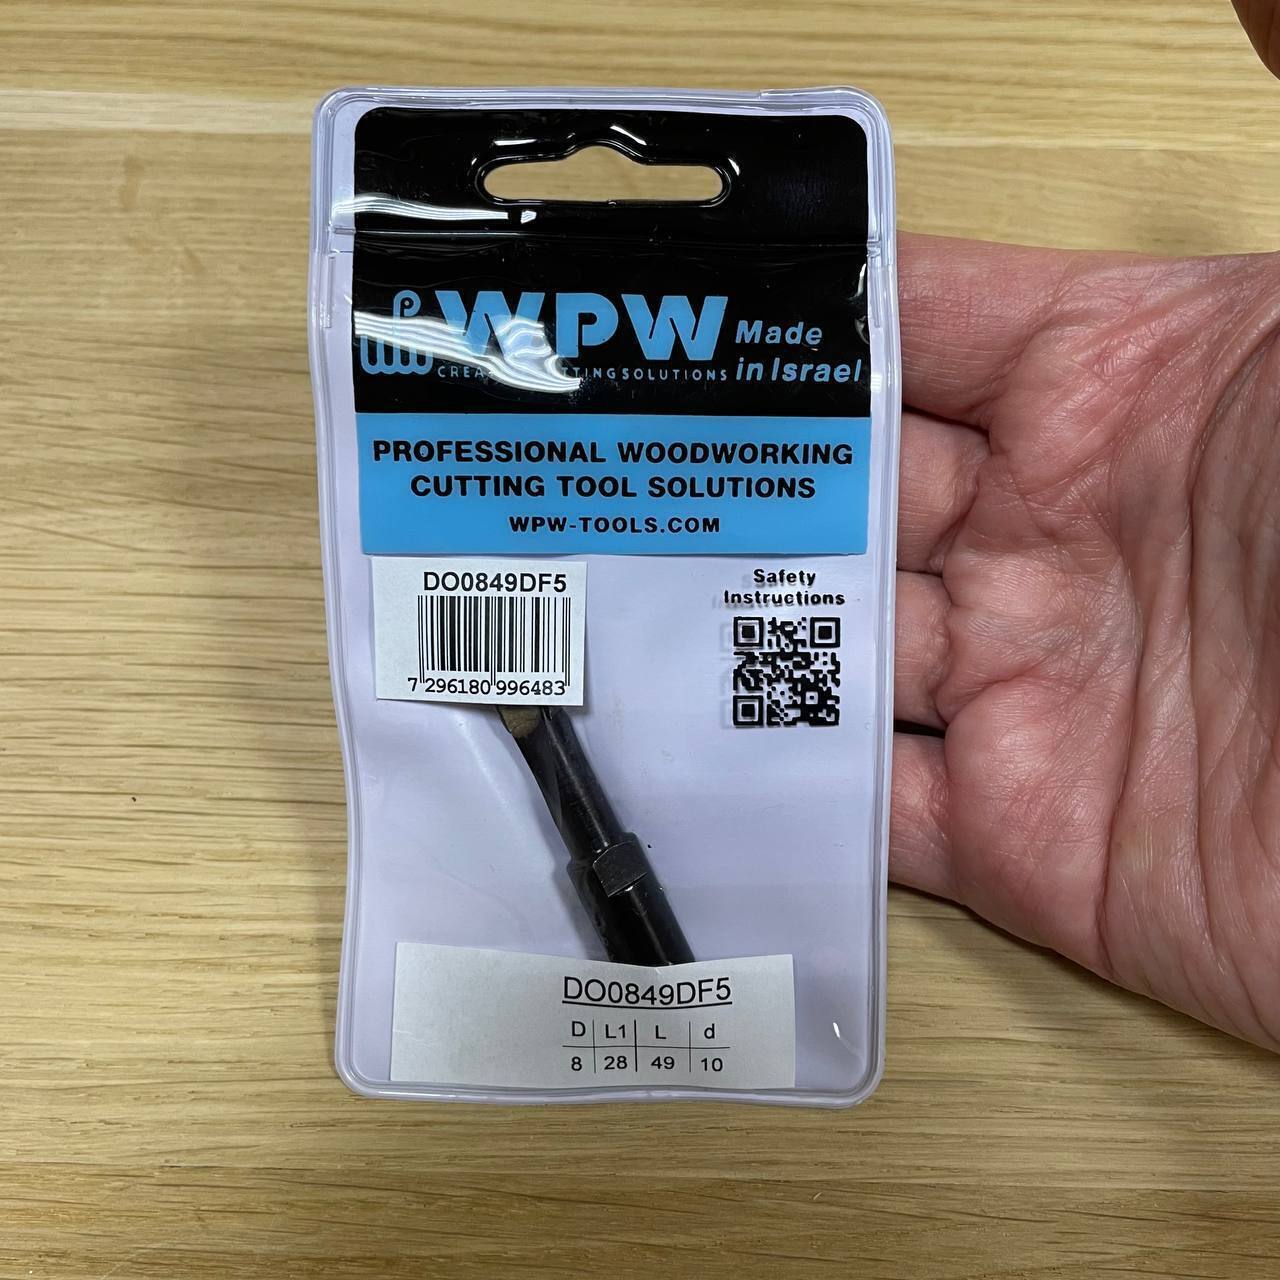 WPW
Made
in Israel
SOLUTIONS
PROFESSIONAL WOODWORKING
CUTTING TOOL SOLUTIONS
WPW-TOOLS.COM
DO0849DF5
7 296180 996483
Safety
Instructions
DO0849DF5
D L1 L d
8 28 49 10